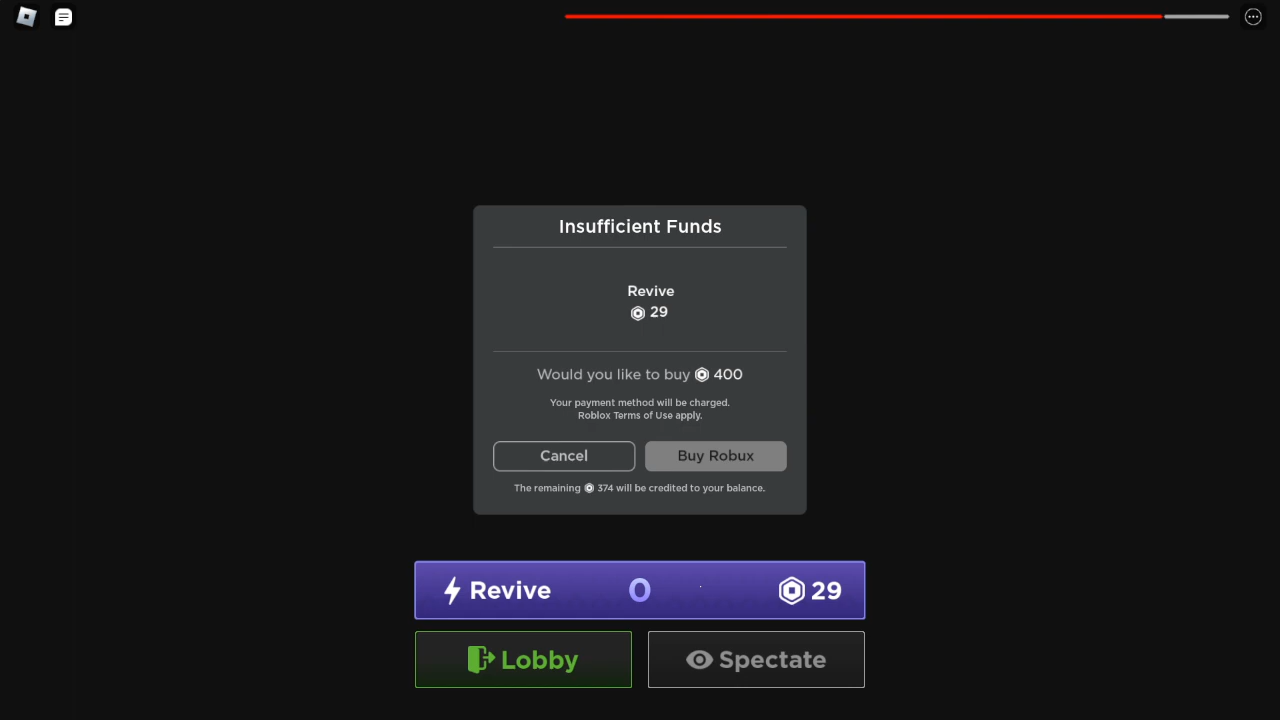 Insufficient Funds
Revive
29
Would you like to buy 400
Your payment method will be charged.
Roblox Terms of Use apply.
Cancel Buy Robux
The remaining 374 will be credited to your balance.
Revive 0 29
Lobby Spectate